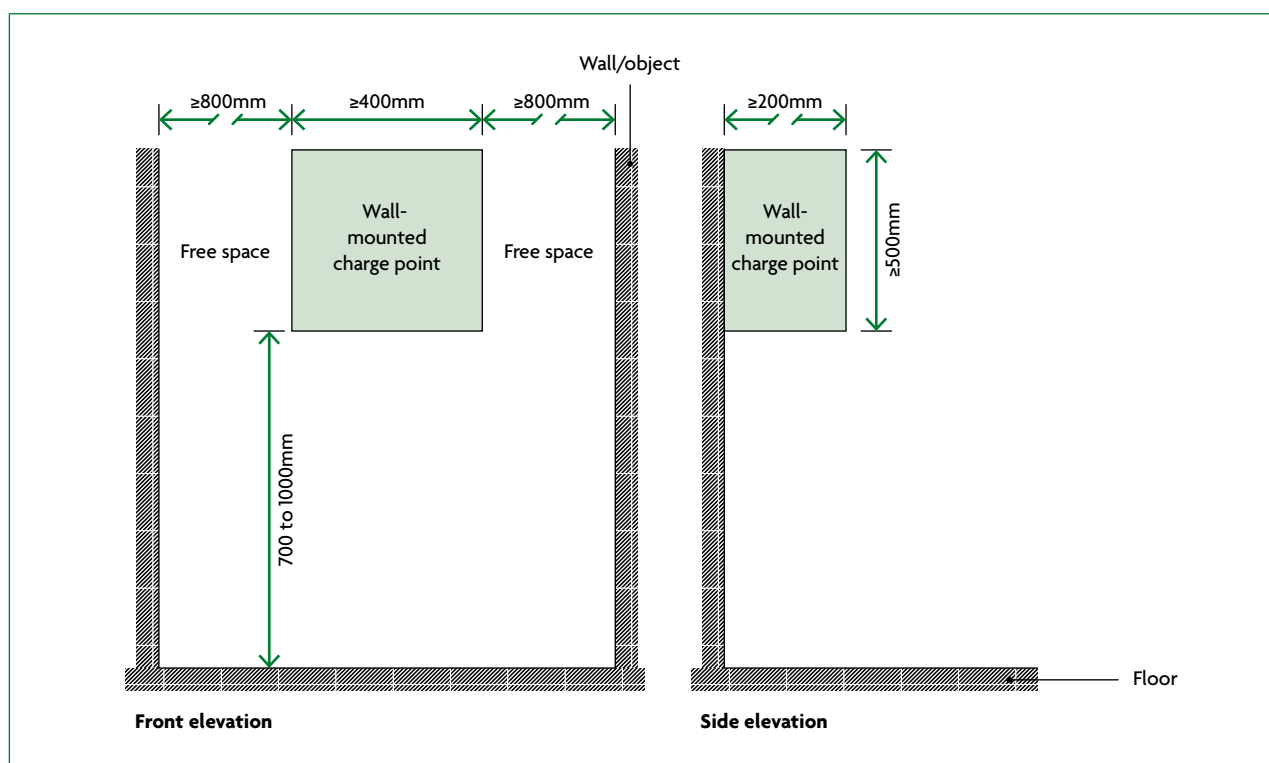 Wall/object
≥800mm
≥400mm
≥800mm
≥200mm
Free space
Wall-
mounted
charge point
Free space
Wall-
mounted
charge point
≥500mm
700 to 1000mm
Floor
Front elevation
Side elevation